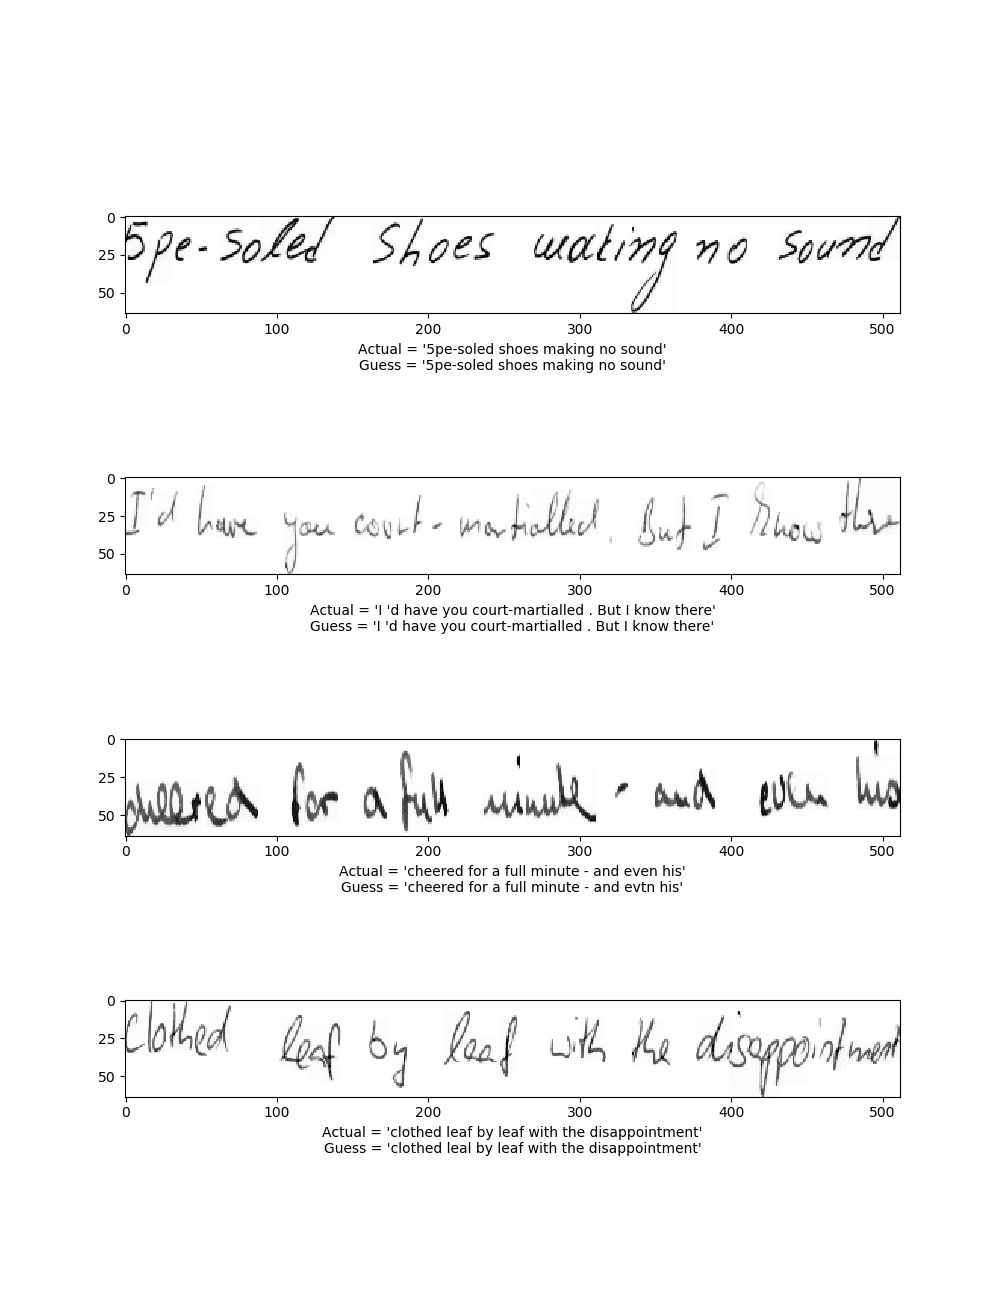 0
25
50
5pe-soled shoes making no sound
0 100 200 300 400 500
Actual = '5pe-soled shoes making no sound'
Guess = '5pe-soled shoes making no sound'
0
25
50
I'd have you court-martialled. But I know there
0 100 200 300 400 500
Actual = 'I 'd have you court-martialled . But I know there'
Guess = 'I 'd have you court-martialled . But I know there'
0
25
50
cheered for a full minute - and even his
0 100 200 300 400 500
Actual = 'cheered for a full minute - and even his'
Guess = 'cheered for a full minute - and evtn his'
0
25
50
clothed leaf by leaf with the disappointment
0 100 200 300 400 500
Actual = 'clothed leaf by leaf with the disappointment'
Guess = 'clothed leal by leaf with the disappointment'